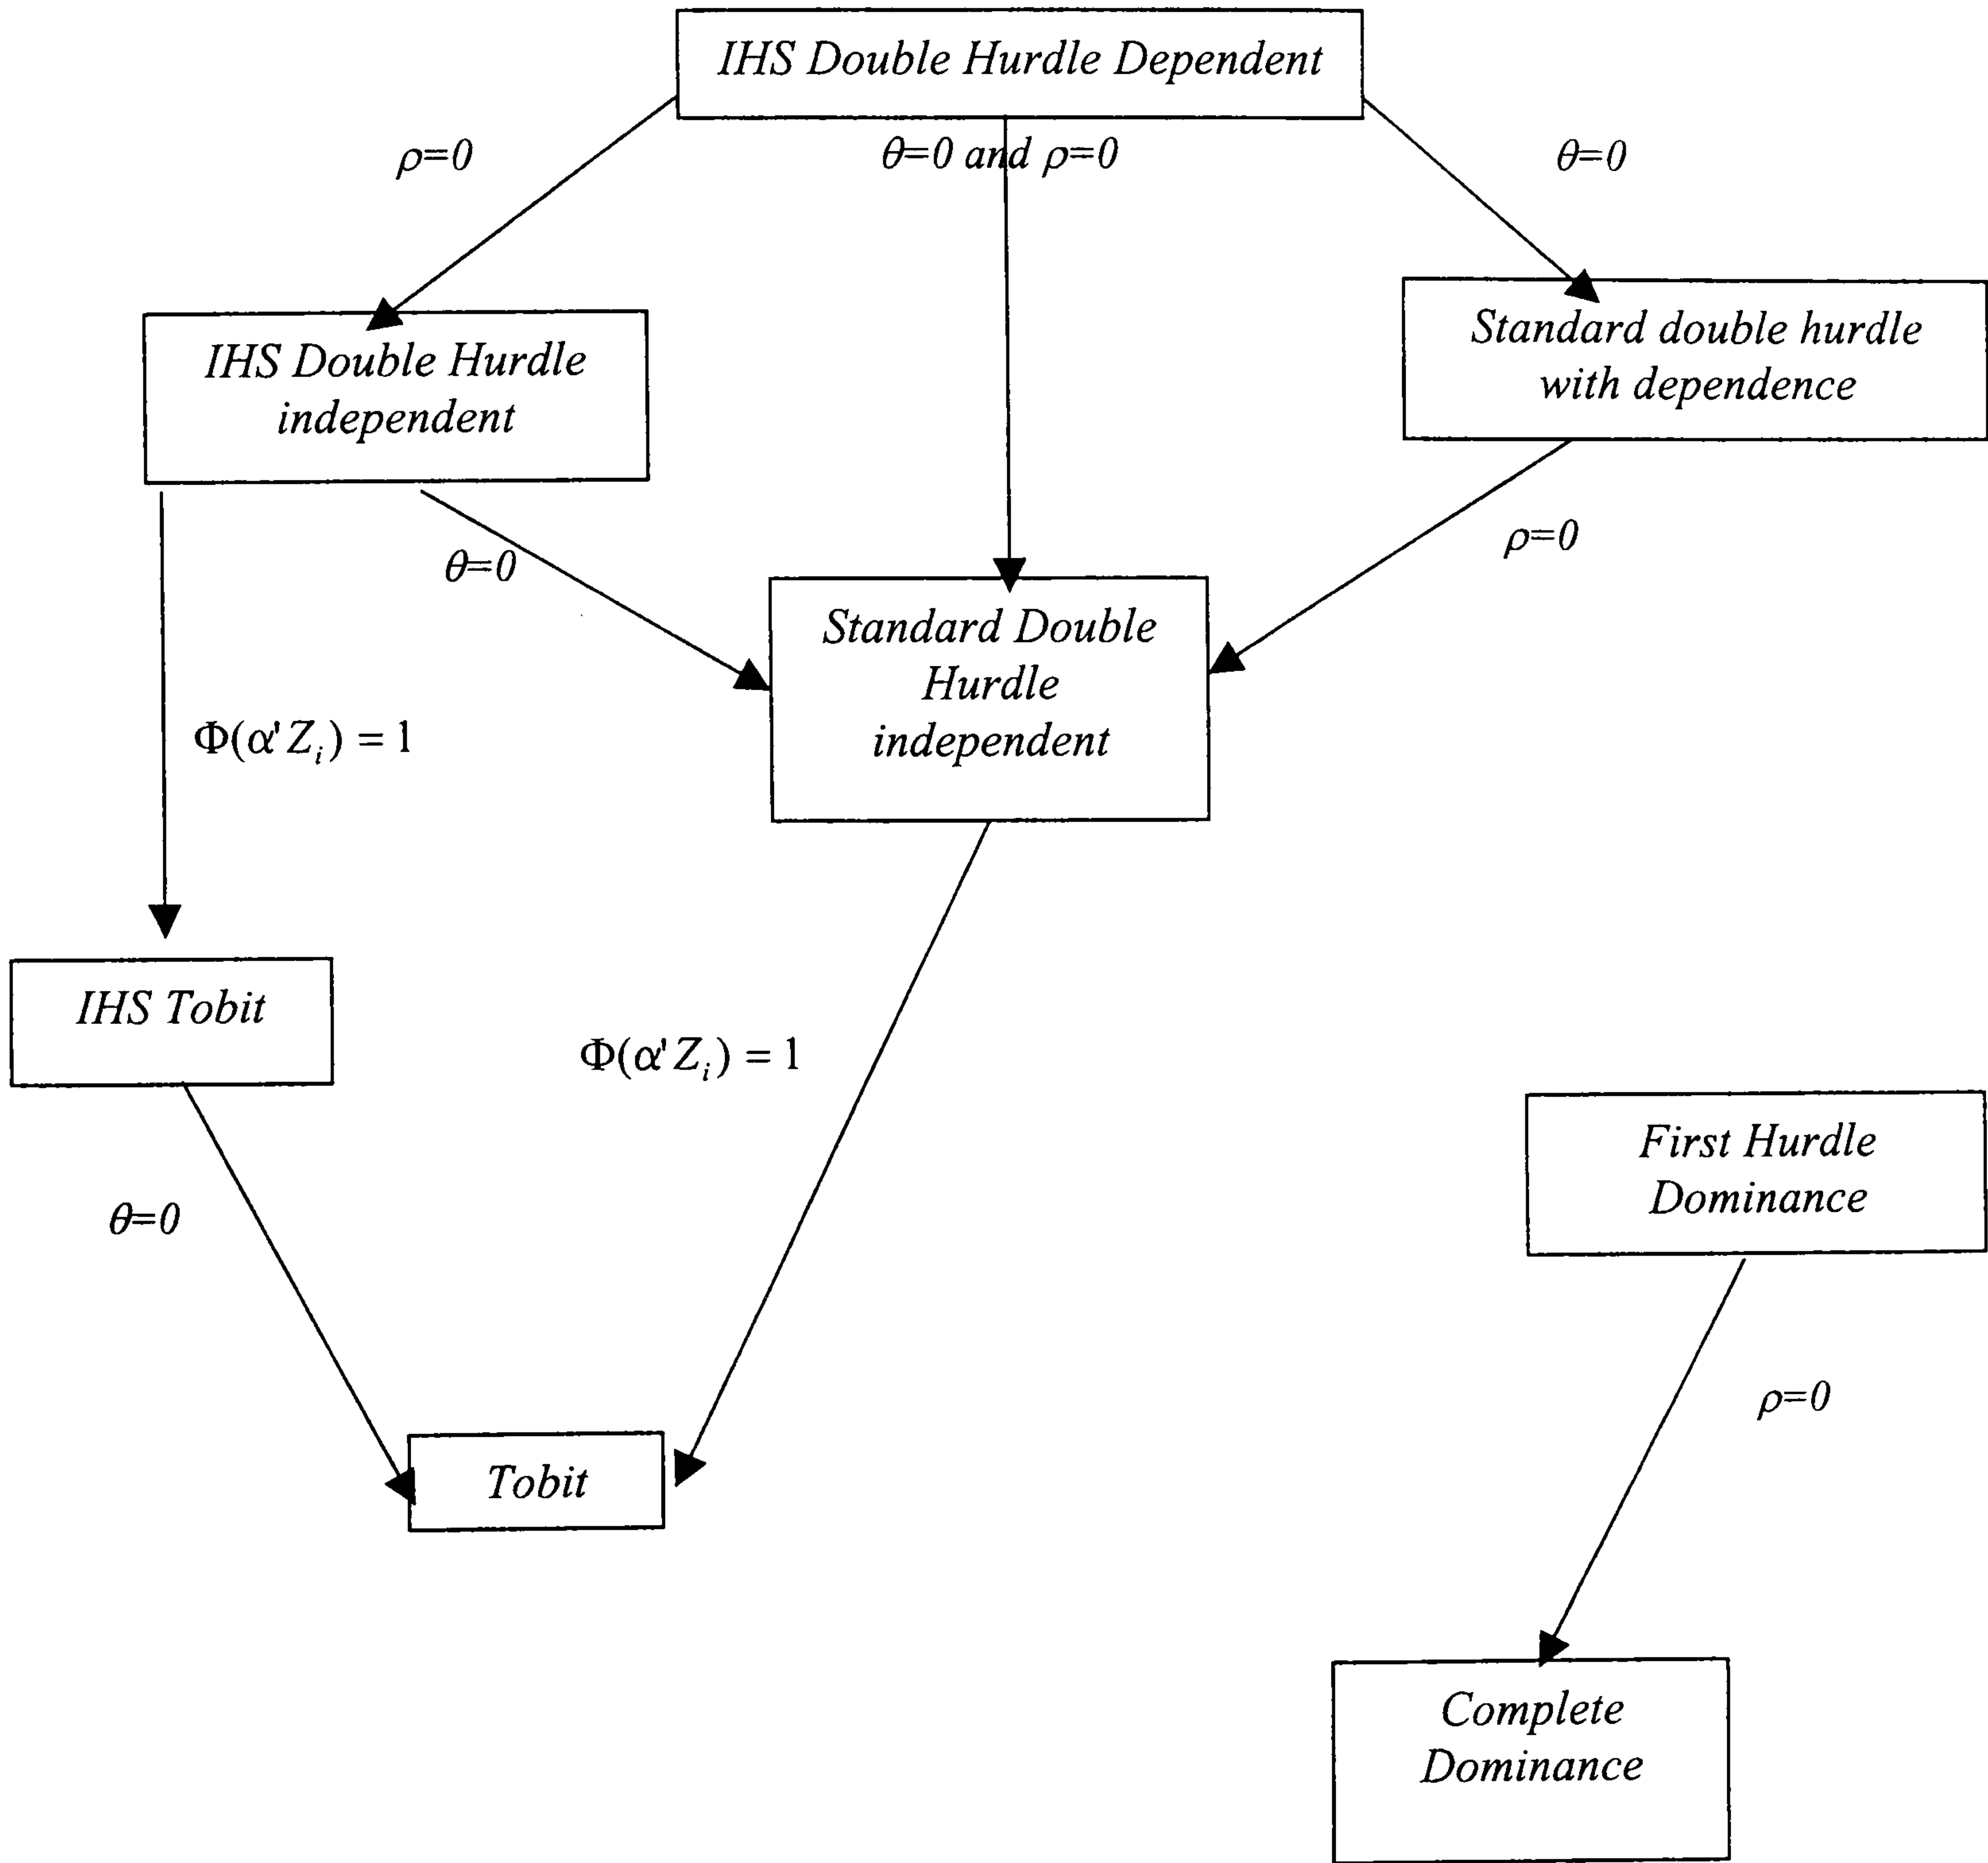 IHS Double Hurdle Dependent
ρ=0
θ=0 and ρ=0
θ=0
IHS Double Hurdle
independent
Standard double hurdle
with dependence
θ=0
ρ=0
Standard Double
Hurdle
independent
Φ(α'Z_i) = 1
IHS Tobit
Φ(α'Z_i) = 1
First Hurdle
Dominance
θ=0
ρ=0
Tobit
Complete
Dominance